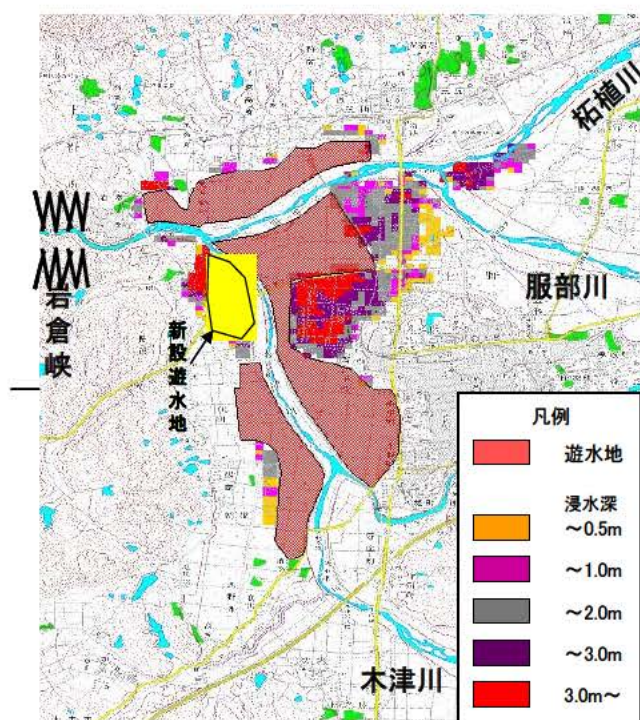 柘植川
服部川
岩倉峡
新設遊水地
木津川
凡例
遊水地
浸水深
～0.5m
～1.0m
～2.0m
～3.0m
3.0m～